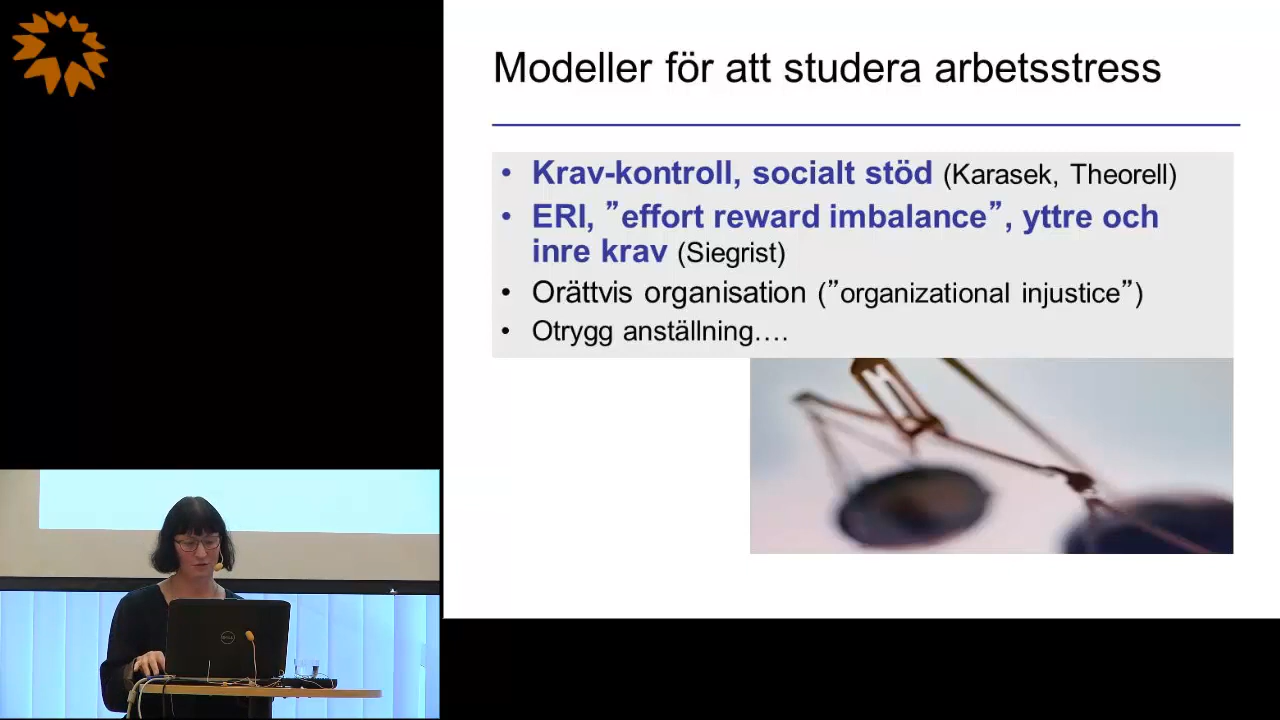 Modeller för att studera arbetsstress
• Krav-kontroll, socialt stöd (Karasek, Theorell)
• ERI, ”effort reward imbalance”, yttre och
inre krav (Siegrist)
• Orättvis organisation (”organizational injustice”)
• Otrygg anställning….
DELL